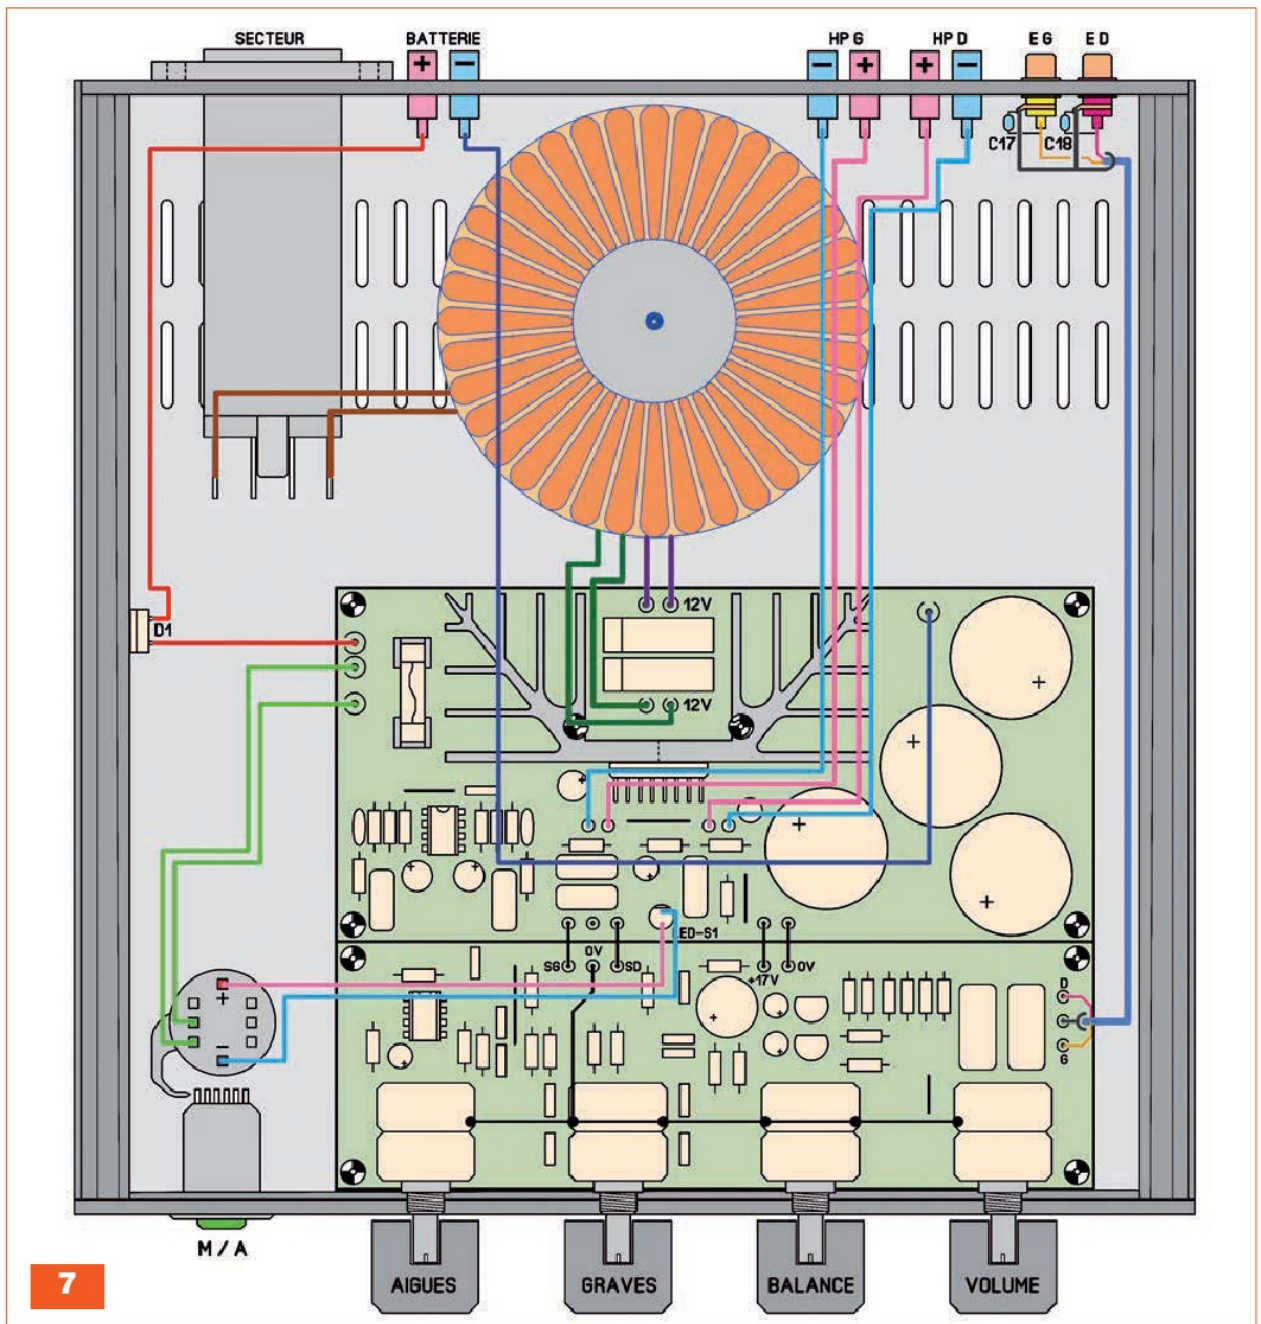 SECTEUR BATTERIE HP G HP D E G E D
+ − − + + −
C17 C18
D1
12V
12V
+
+
+
+
LED-S1
SG 0V SD +17V 0V
D
G
+
−
M / A
AIGUES GRAVES BALANCE VOLUME
7